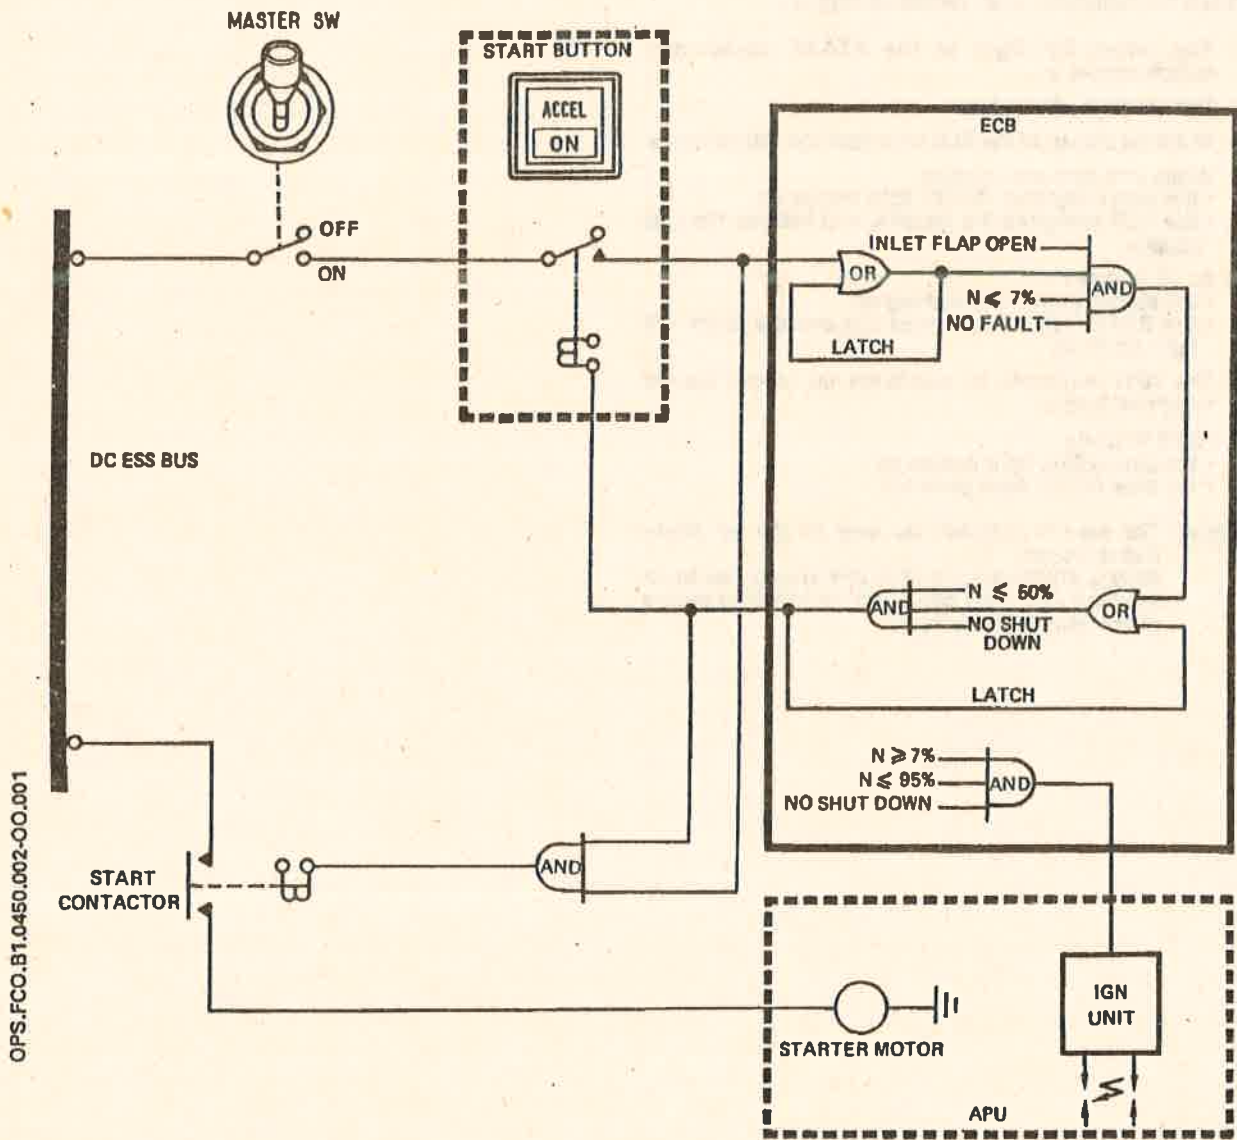 MASTER SW
START BUTTON
ACCEL
ON
OFF
ON
ECB
INLET FLAP OPEN
OR
AND
N ⩽ 7%
NO FAULT
LATCH
DC ESS BUS
AND
N ⩽ 50%
OR
NO SHUT
DOWN
LATCH
N ⩾ 7%
N ⩽ 95%
AND
NO SHUT DOWN
START
CONTACTOR
AND
IGN
UNIT
STARTER MOTOR
APU
OPS.FCO.B1.0450.002-OO.001